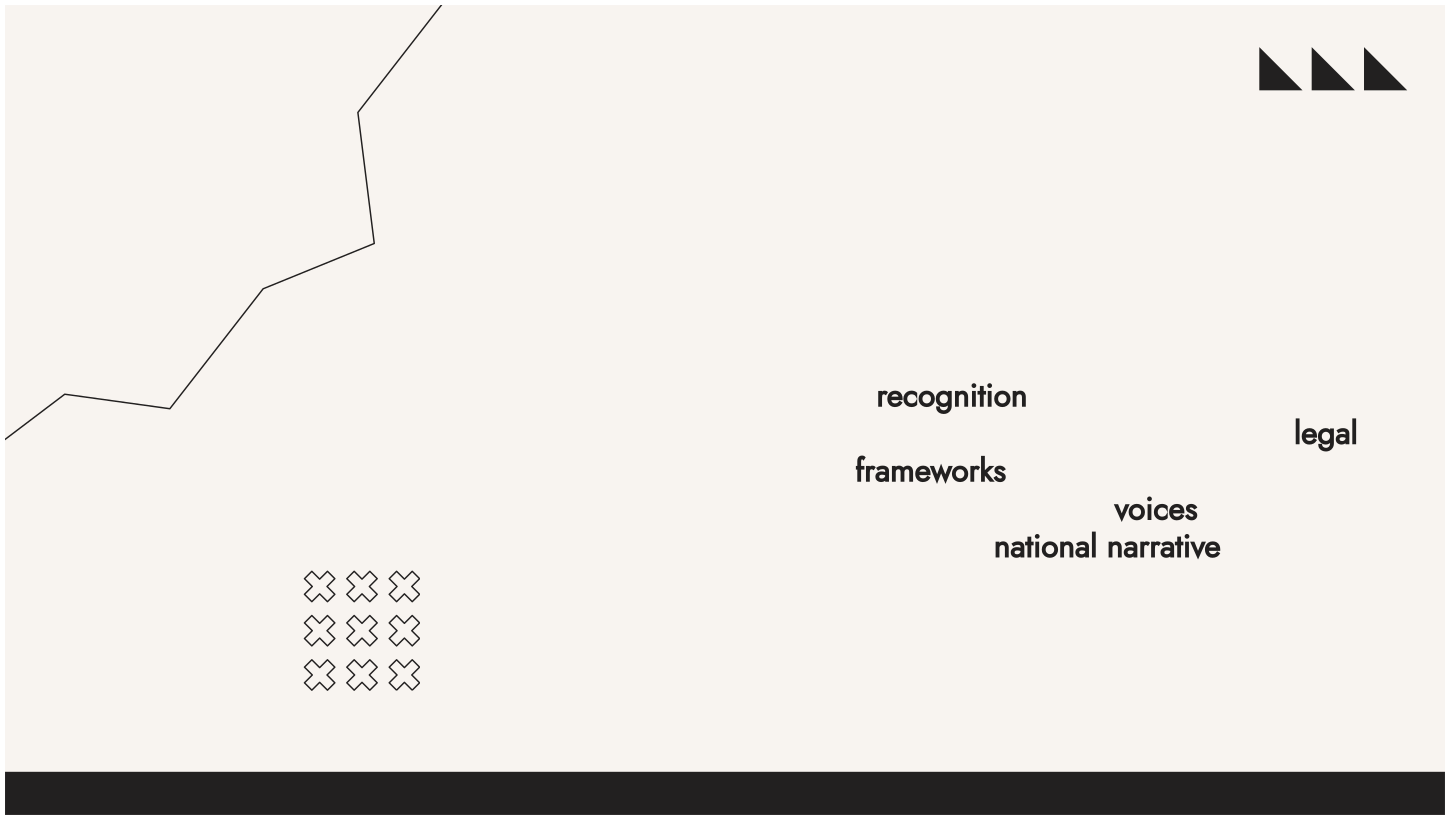 recognition
legal
frameworks
voices
national narrative